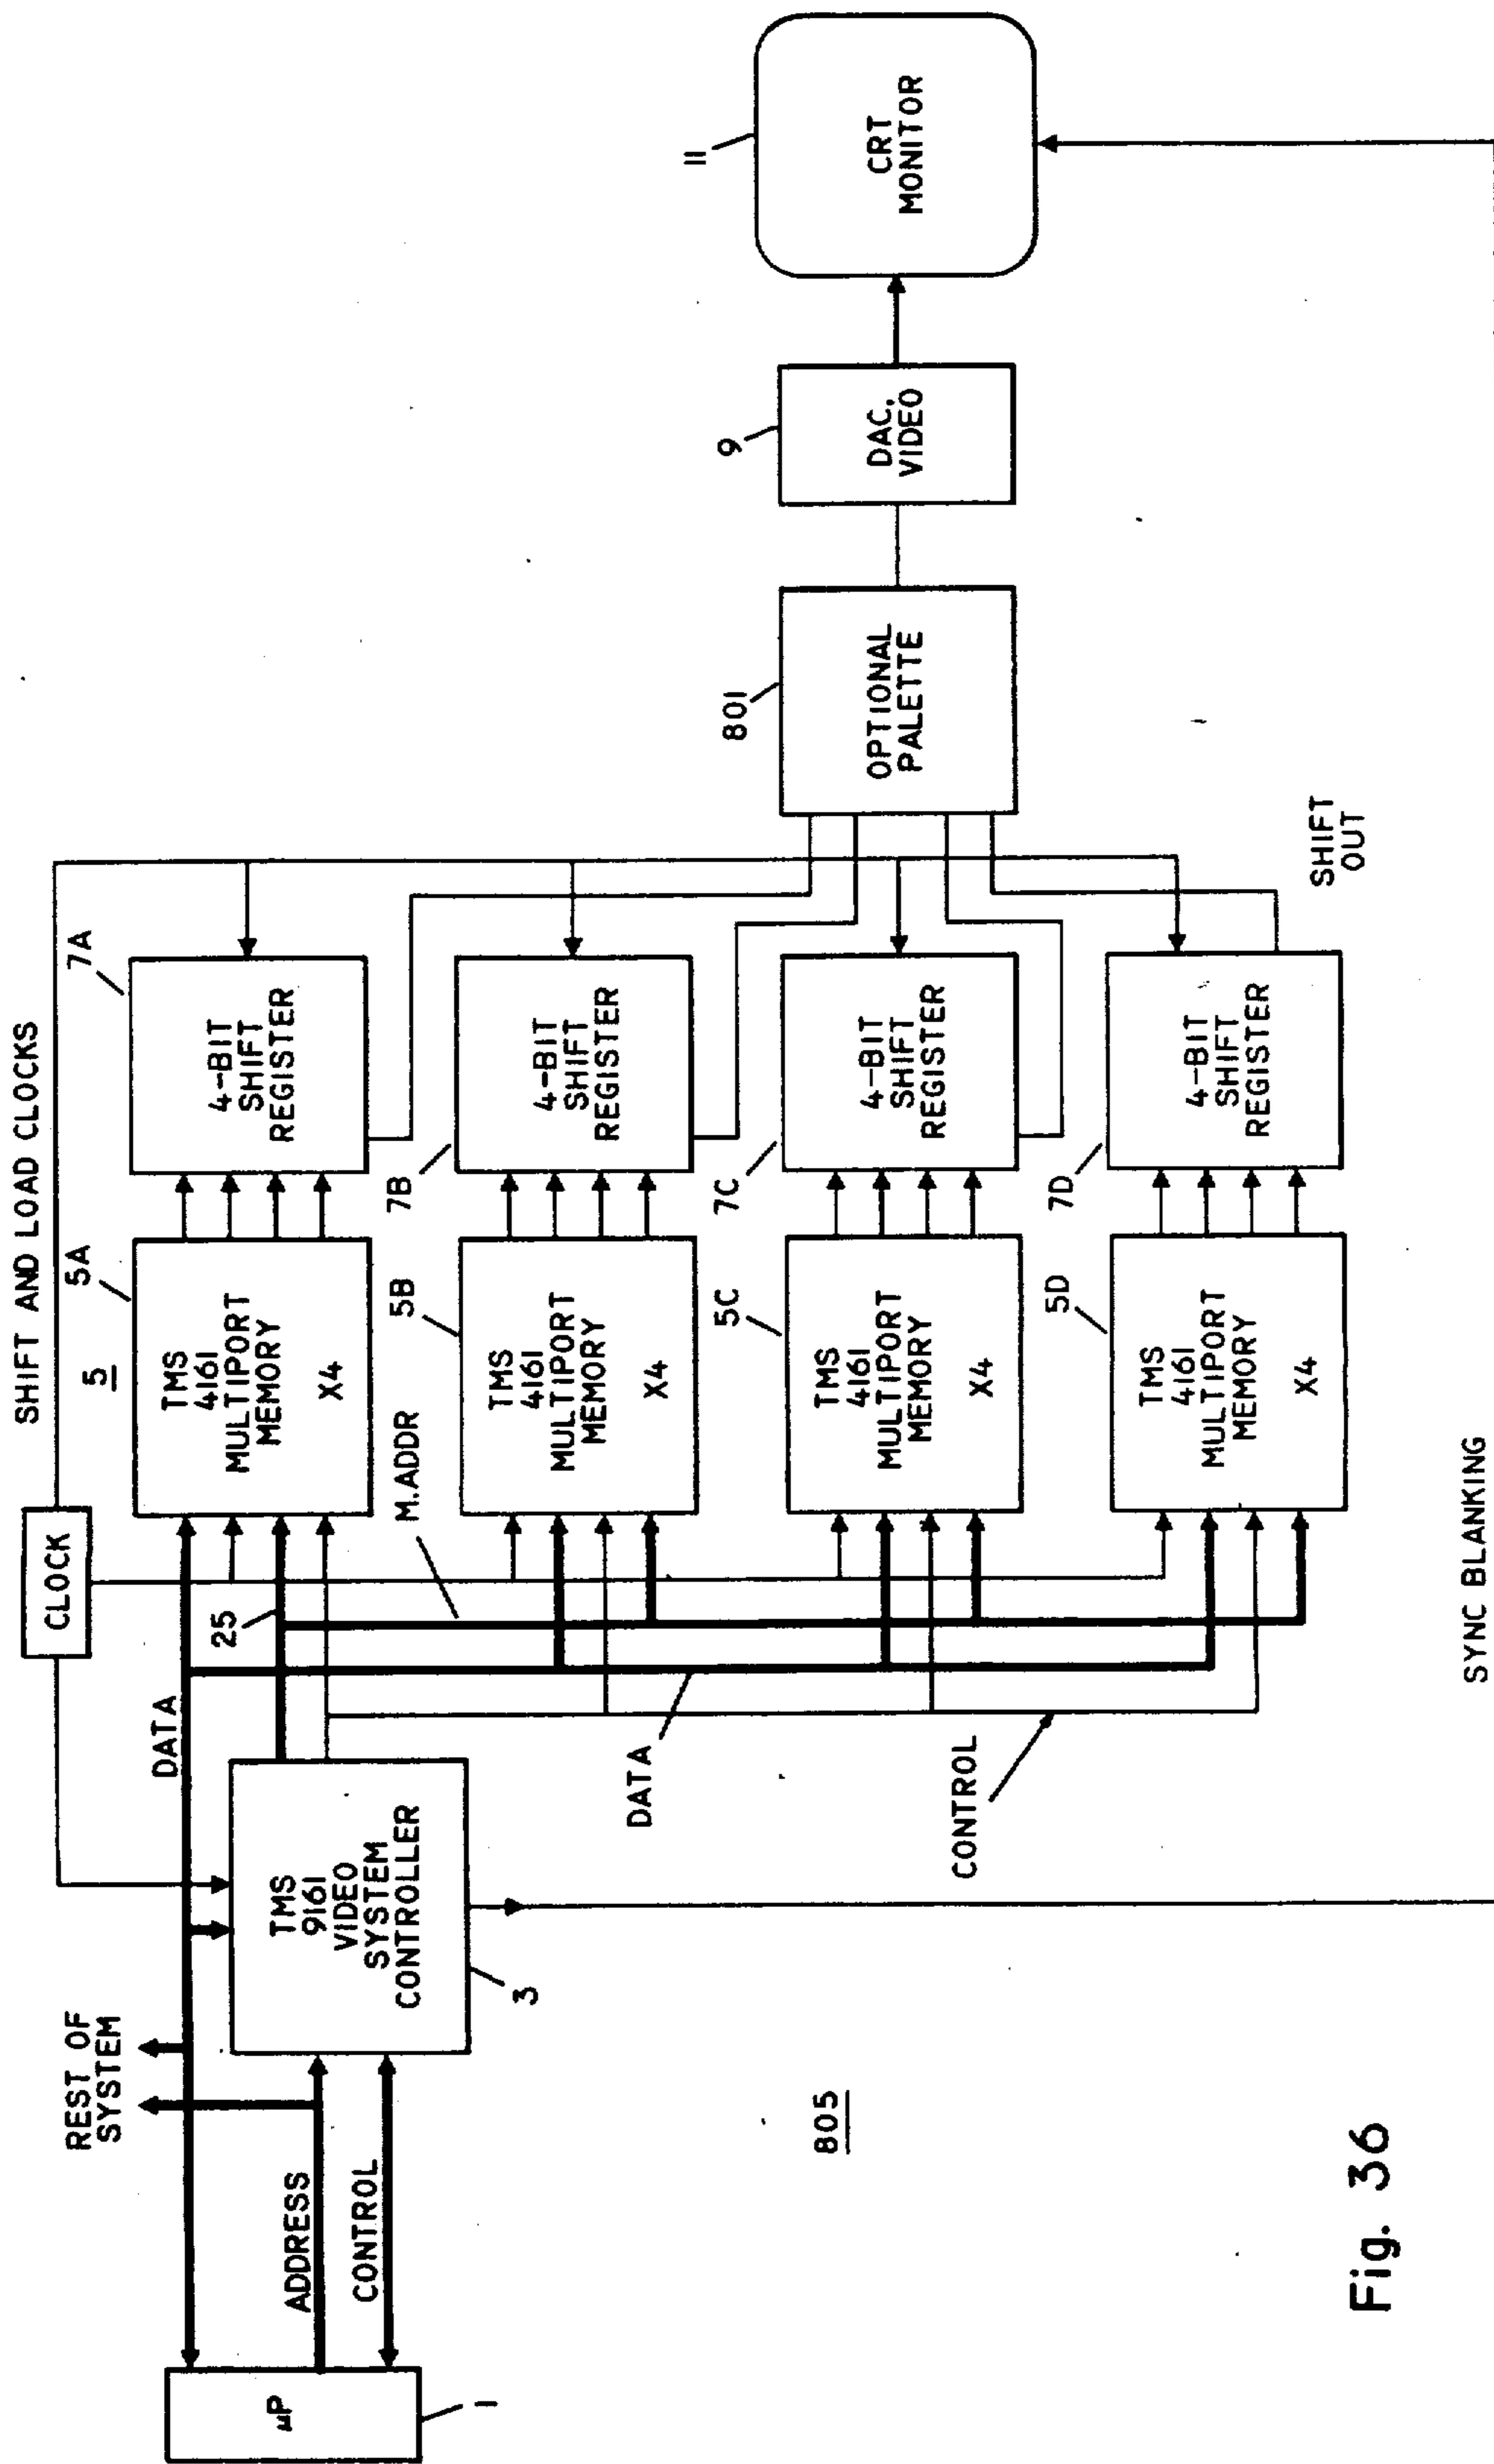 SHIFT AND LOAD CLOCKS
CLOCK
REST OF
SYSTEM
DATA
25
5
5A
7A
TMS
4161
MULTIPORT
MEMORY
X4
4-BIT
SHIFT
REGISTER
µP
1
ADDRESS
CONTROL
TMS
9161
VIDEO
SYSTEM
CONTROLLER
3
M.ADDR
5B
7B
TMS
4161
MULTIPORT
MEMORY
X4
4-BIT
SHIFT
REGISTER
DATA
5C
7C
TMS
4161
MULTIPORT
MEMORY
X4
4-BIT
SHIFT
REGISTER
801
OPTIONAL
PALETTE
9
DAC,
VIDEO
11
CRT
MONITOR
CONTROL
5D
7D
TMS
4161
MULTIPORT
MEMORY
X4
4-BIT
SHIFT
REGISTER
SHIFT
OUT
805
SYNC BLANKING
Fig. 36